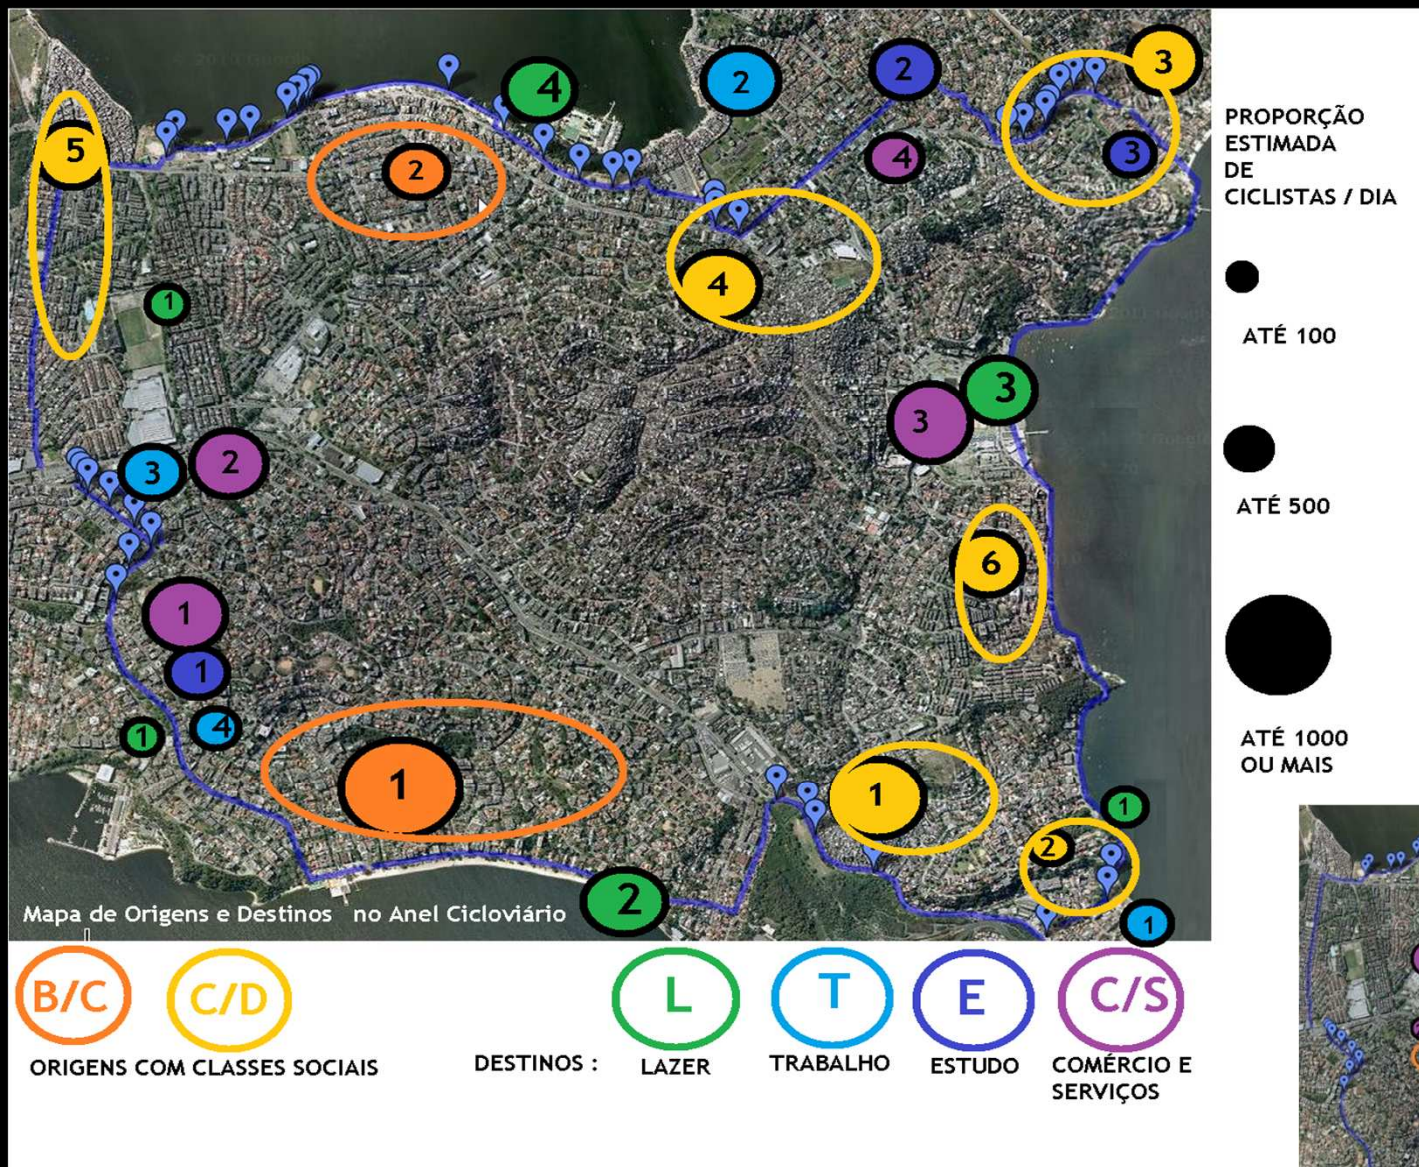 4
2
2
3
5
2
4
3
4
1
3
3
3
2
6
1
1
1
4
1
1
1
2
2
1
Mapa de Origens e Destinos no Anel Cicloviário
PROPORÇÃO
ESTIMADA
DE
CICLISTAS / DIA
ATÉ 100
ATÉ 500
ATÉ 1000
OU MAIS
B/C
C/D
ORIGENS COM CLASSES SOCIAIS
DESTINOS :
L
LAZER
T
TRABALHO
E
ESTUDO
C/S
COMÉRCIO E
SERVIÇOS